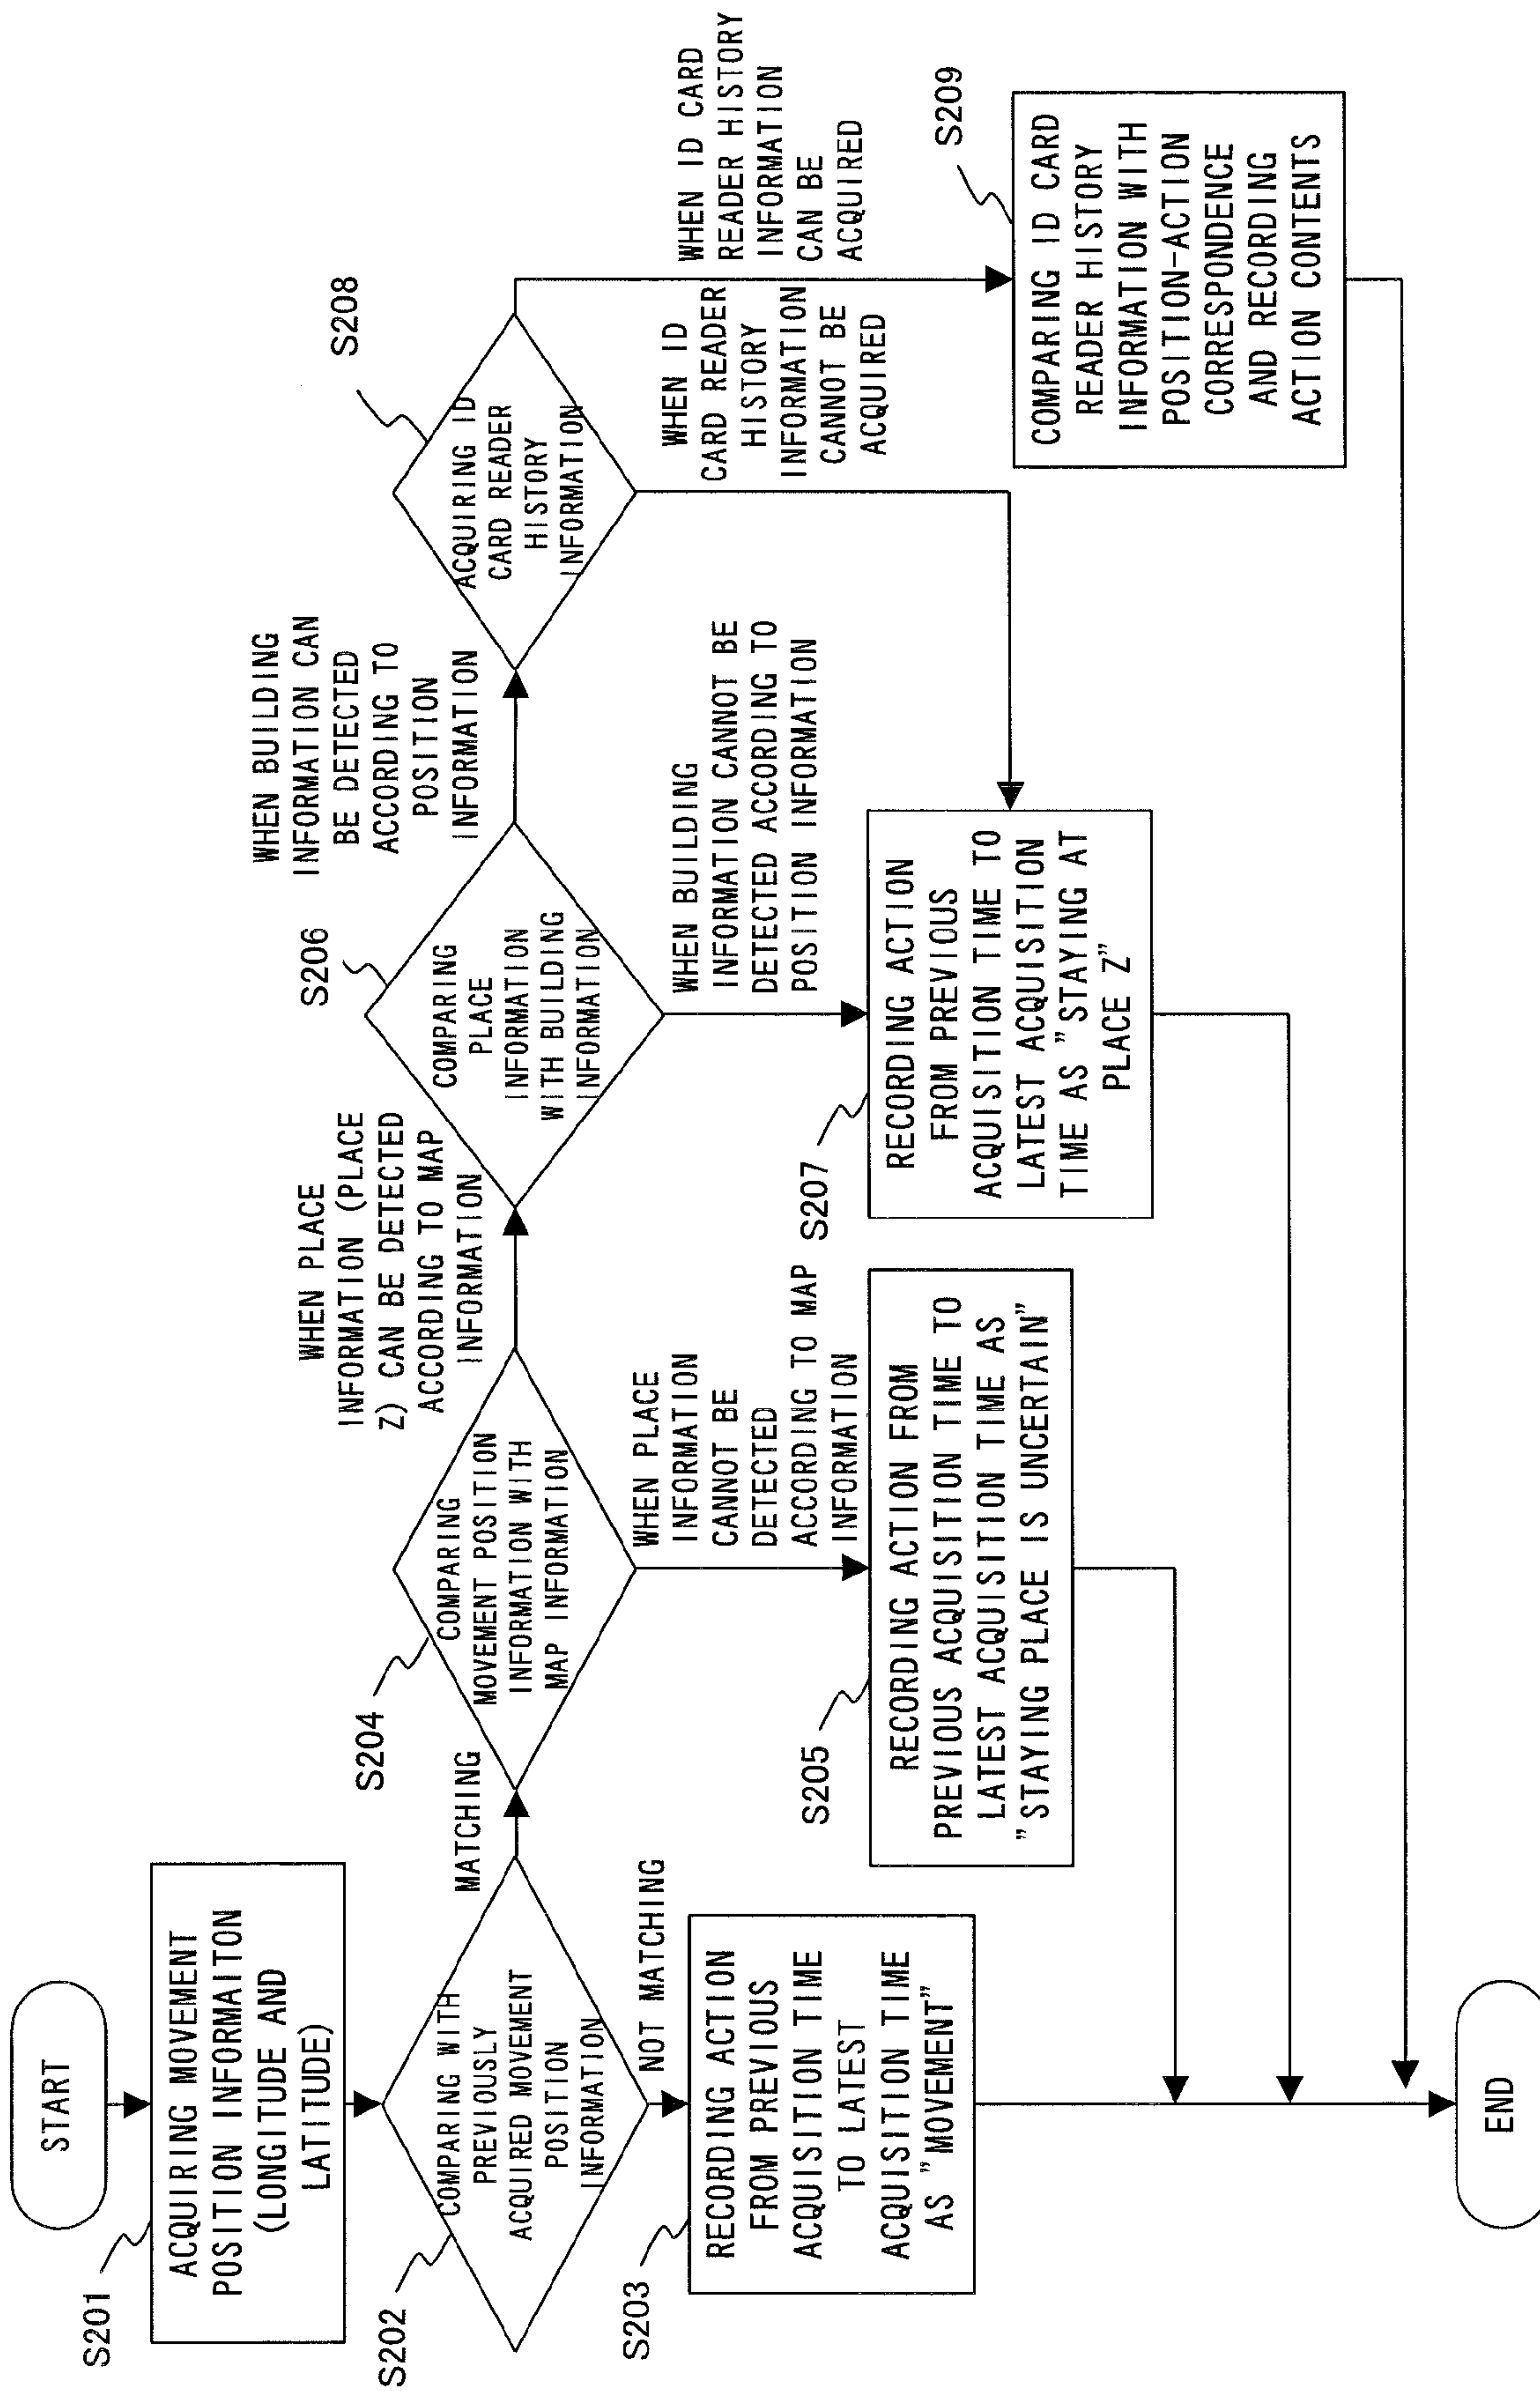 START
S201
ACQUIRING MOVEMENT
POSITION INFORMAITON
(LONGITUDE AND
LATITUDE)
S202
COMPARING WITH
PREVIOUSLY
ACQUIRED MOVEMENT
POSITION
INFORMATION
MATCHING
NOT MATCHING
S203
RECORDING ACTION
FROM PREVIOUS
ACQUISITION TIME
TO LATEST
ACQUISITION TIME
AS "MOVEMENT"
S204
COMPARING
MOVEMENT POSITION
INFORMATION WITH
MAP INFORMATION
WHEN PLACE
INFORMATION (PLACE
Z) CAN BE DETECTED
ACCORDING TO MAP
INFORMATION
WHEN PLACE
INFORMATION
CANNOT BE
DETECTED
ACCORDING TO MAP
INFORMATION
S205
RECORDING ACTION FROM
PREVIOUS ACQUISITION TIME TO
LATEST ACQUISITION TIME AS
"STAYING PLACE IS UNCERTAIN"
S206
COMPARING
PLACE
INFORMATION
WITH BUILDING
INFORMATION
WHEN BUILDING
INFORMATION CAN
BE DETECTED
ACCORDING TO
POSITION
INFORMATION
WHEN BUILDING
INFORMATION CANNOT BE
DETECTED ACCORDING TO
POSITION INFORMATION
S207
RECORDING ACTION
FROM PREVIOUS
ACQUISITION TIME TO
LATEST ACQUISITION
TIME AS "STAYING AT
PLACE Z"
S208
ACQUIRING ID
CARD READER
HISTORY
INFORMATION
WHEN ID
CARD READER
HISTORY
INFORMATION
CANNOT BE
ACQUIRED
WHEN ID CARD
READER HISTORY
INFORMATION
CAN BE
ACQUIRED
S209
COMPARING ID CARD
READER HISTORY
INFORMATION WITH
POSITION-ACTION
CORRESPONDENCE
AND RECORDING
ACTION CONTENTS
END